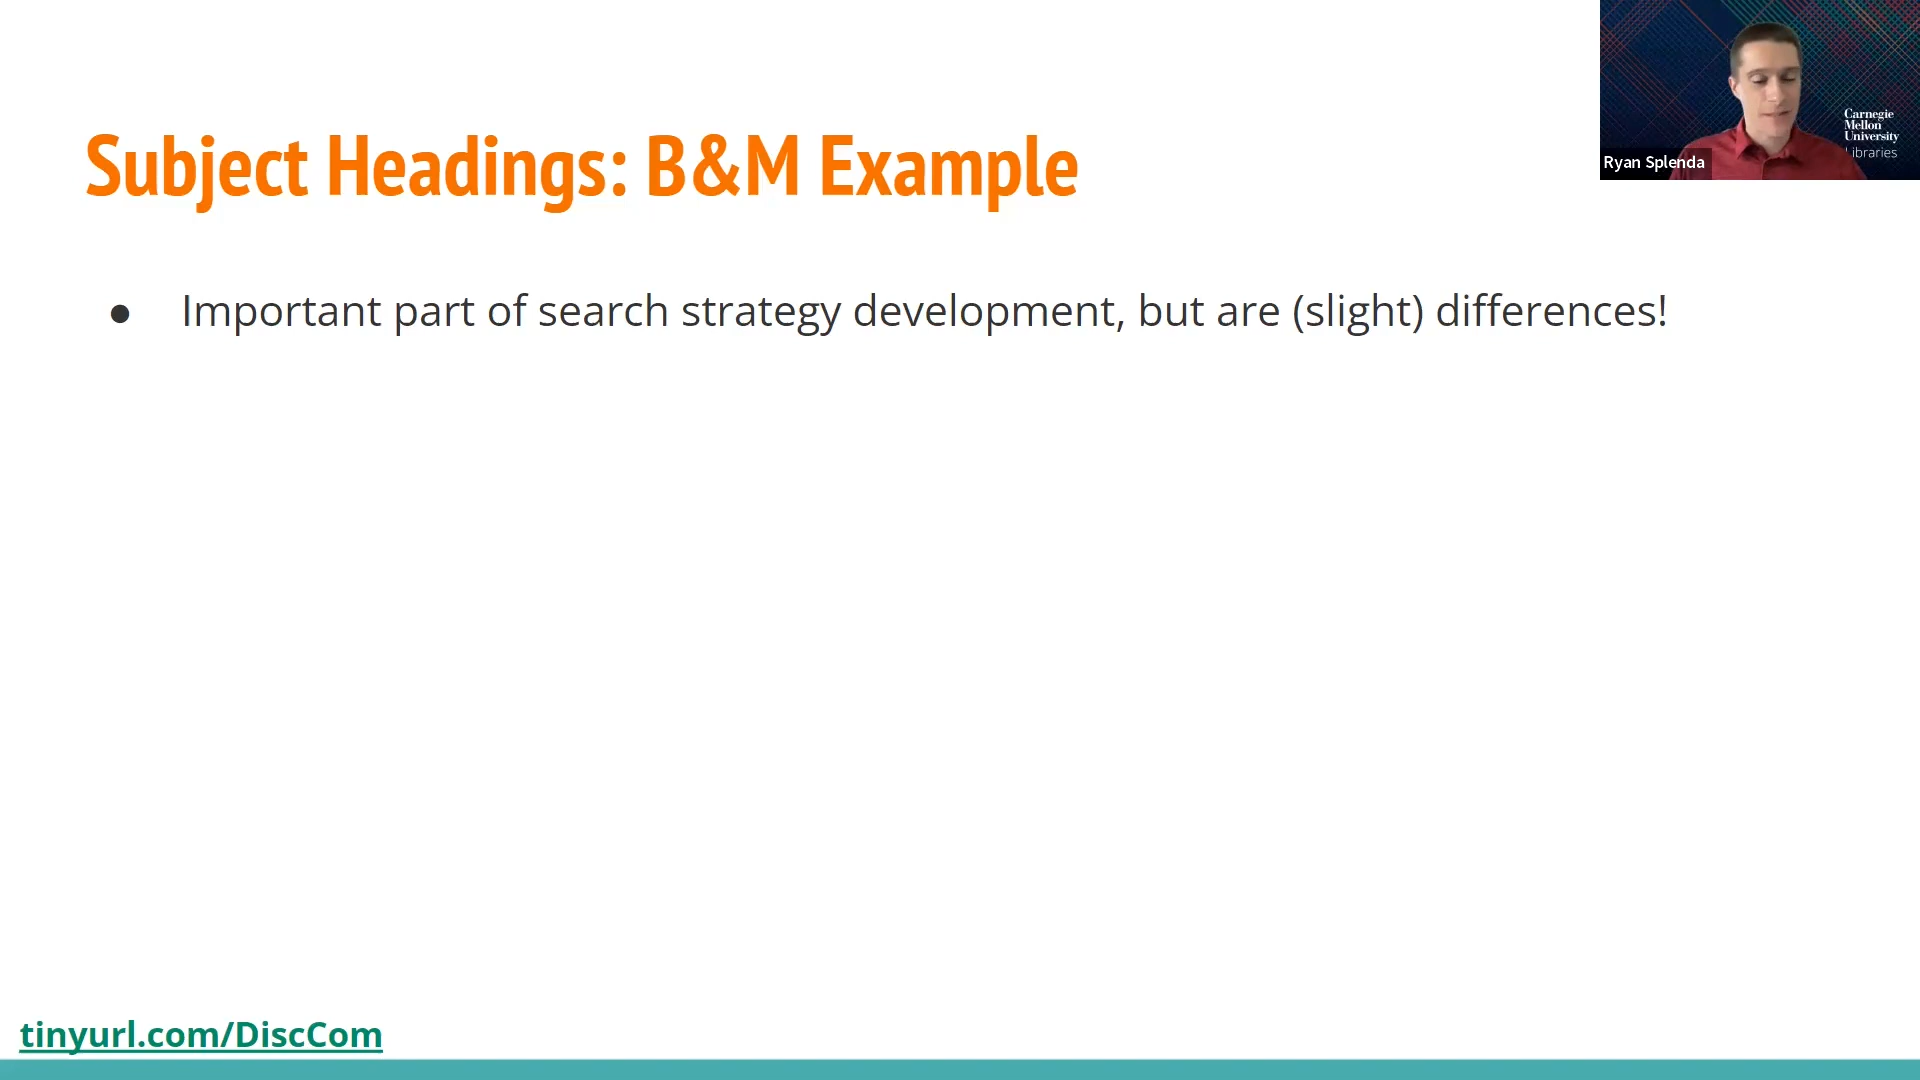 Carnegie
Mellon
University
Libraries
Ryan Splenda
Subject Headings: B&M Example
● Important part of search strategy development, but are (slight) differences!
tinyurl.com/DiscCom